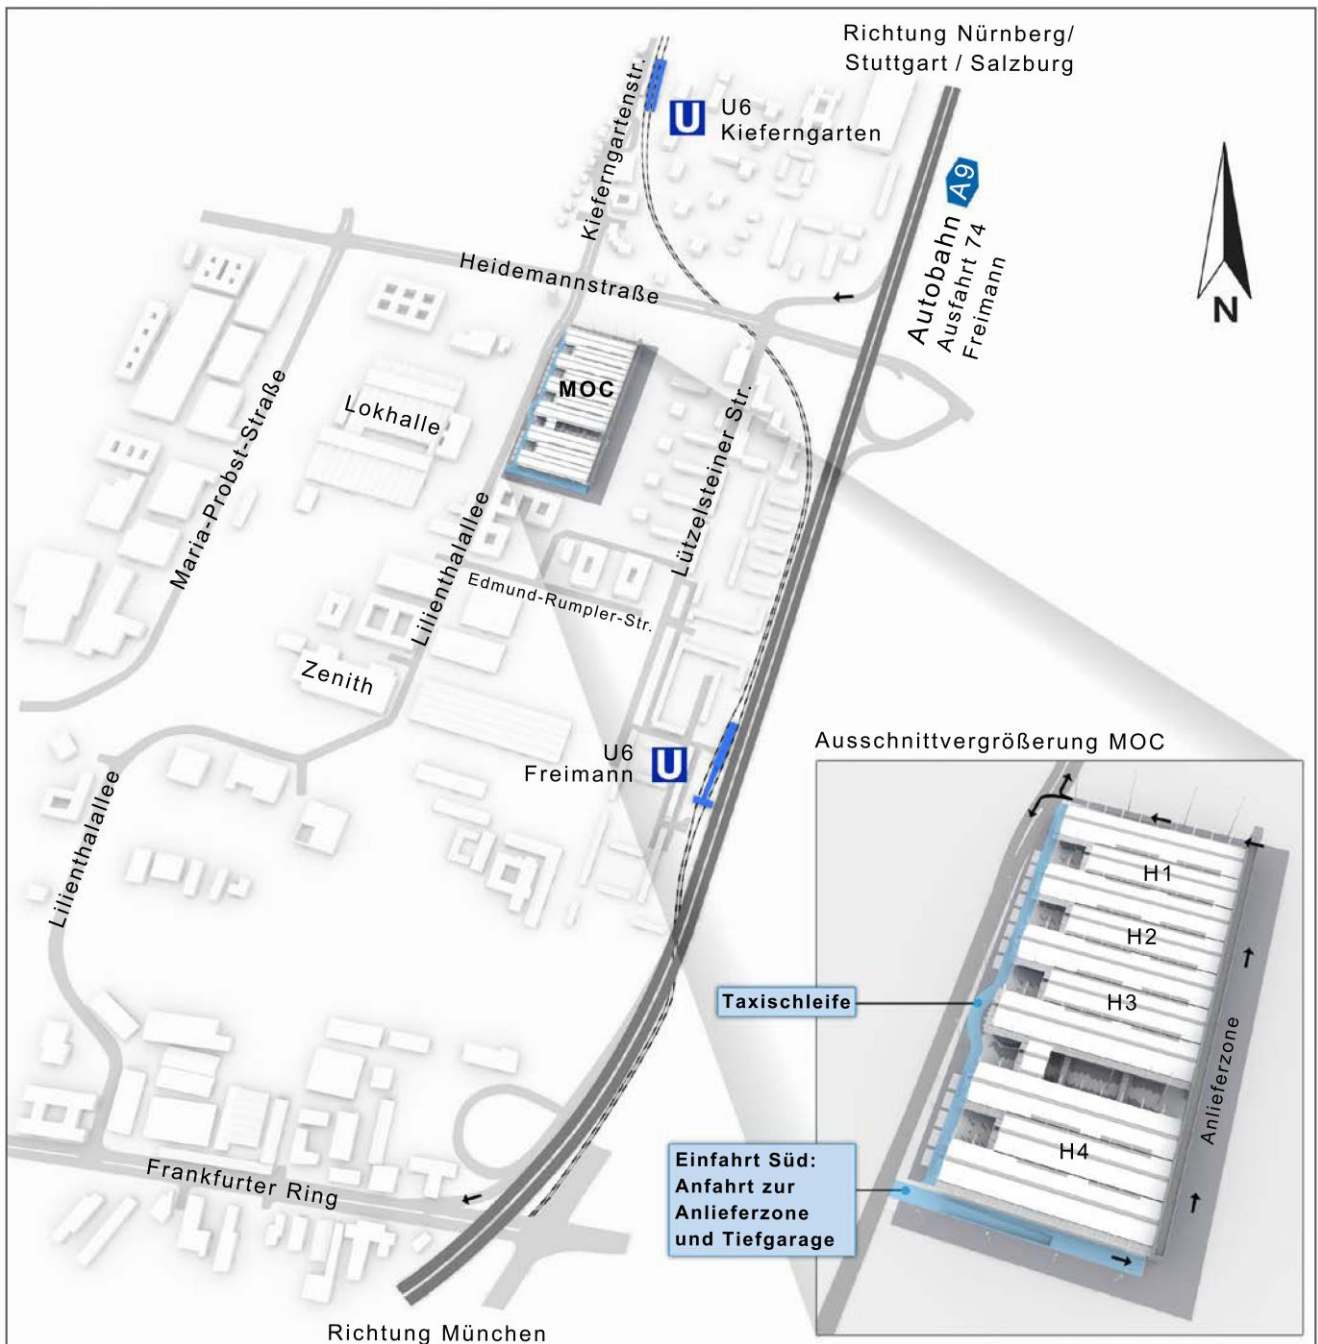 Richtung Nürnberg/
Stuttgart / Salzburg
Kieferngartenstr.
U
U6
Kieferngarten
A9
Autobahn
Ausfahrt 74
Freimann
N
Heidemannstraße
MOC
Lokhalle
Lützelsteiner Str.
Maria-Probst-Straße
Lilienthalallee
Edmund-Rumpler-Str.
Zenith
U6
Freimann
U
Lilienthalallee
Frankfurter Ring
Richtung München
Ausschnittvergrößerung MOC
H1
H2
H3
H4
Anlieferzone
Taxischleife
Einfahrt Süd:
Anfahrt zur
Anlieferzone
und Tiefgarage